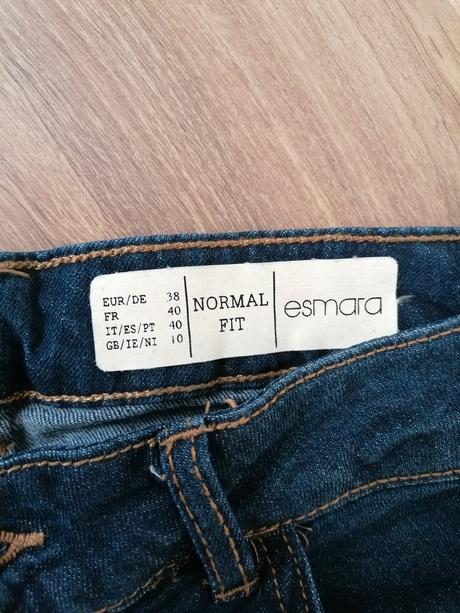 EUR/DE 38
FR 40
IT/ES/PT 40
GB/IE/NI 10
NORMAL
FIT
esmara